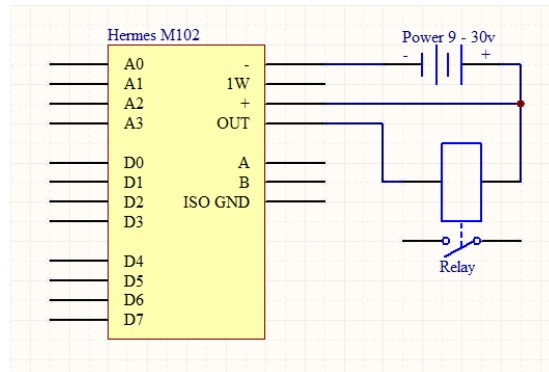 Hermes M102
Power 9 - 30v
- +
A0 -
A1 1W
A2 +
A3 OUT
D0 A
D1 B
D2 ISO GND
D3
D4
D5
D6
D7
Relay